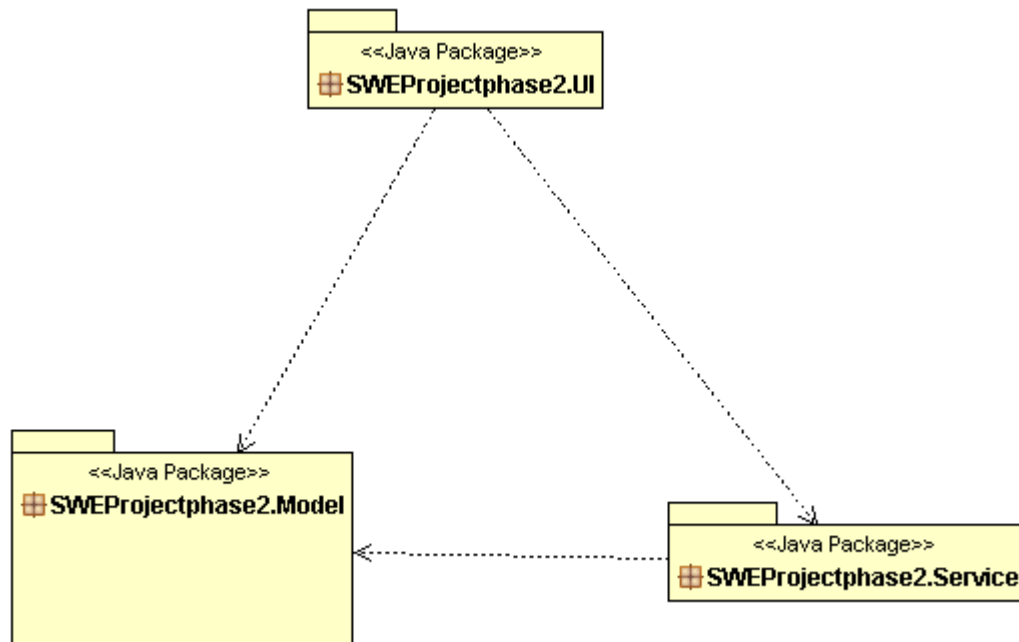 <<Java Package>>
SWEProjectphase2.UI
<<Java Package>>
SWEProjectphase2.Model
<<Java Package>>
SWEProjectphase2.Service